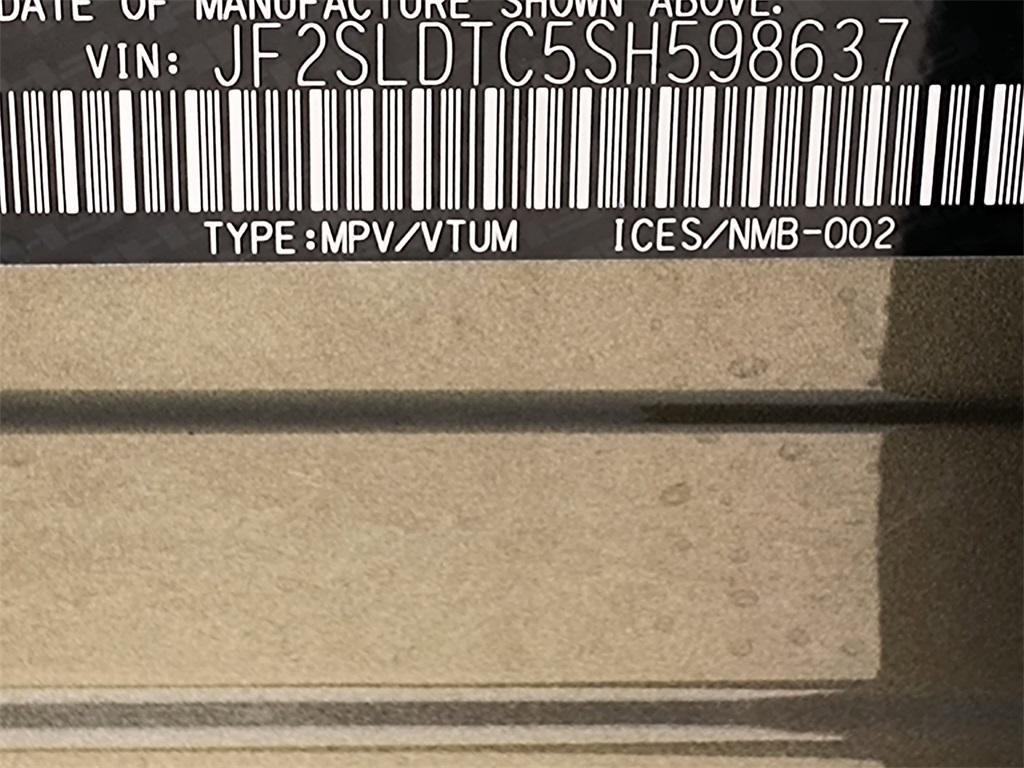 DATE OF MANUFACTURE SHOWN ABOVE.
VIN: JF2SLDTC5SH598637
TYPE:MPV/VTUM ICES/NMB-002